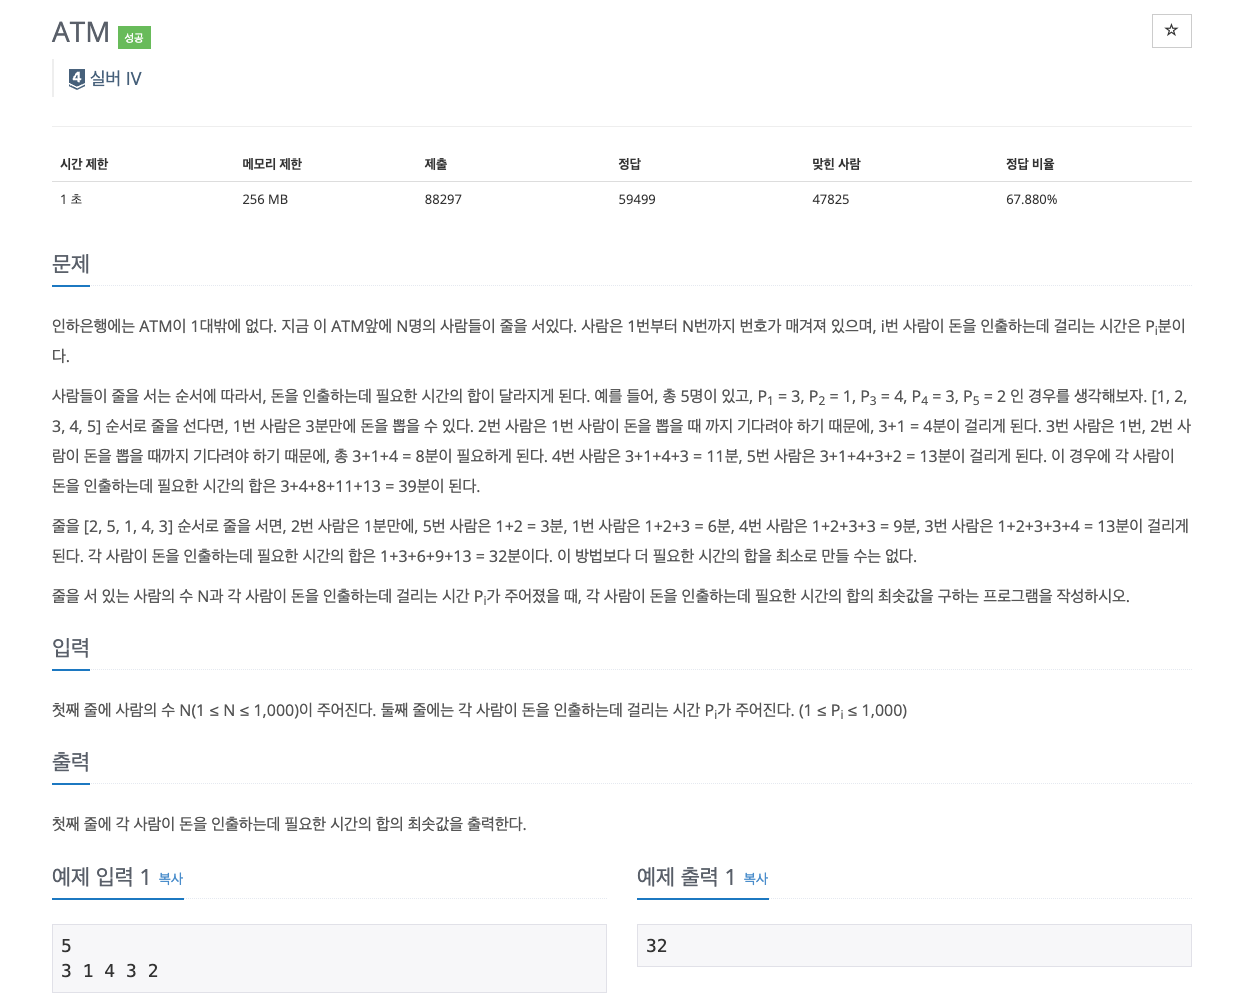 ATM 성공
☆
4 실버 IV
시간 제한 메모리 제한 제출 정답 맞힌 사람 정답 비율
1 초 256 MB 88297 59499 47825 67.880%
문제
인하은행에는 ATM이 1대밖에 없다. 지금 이 ATM앞에 N명의 사람들이 줄을 서있다. 사람은 1번부터 N번까지 번호가 매겨져 있으며, i번 사람이 돈을 인출하는데 걸리는 시간은 Pi분이
다.
사람들이 줄을 서는 순서에 따라서, 돈을 인출하는데 필요한 시간의 합이 달라지게 된다. 예를 들어, 총 5명이 있고, P1 = 3, P2 = 1, P3 = 4, P4 = 3, P5 = 2 인 경우를 생각해보자. [1, 2,
3, 4, 5] 순서로 줄을 선다면, 1번 사람은 3분만에 돈을 뽑을 수 있다. 2번 사람은 1번 사람이 돈을 뽑을 때 까지 기다려야 하기 때문에, 3+1 = 4분이 걸리게 된다. 3번 사람은 1번, 2번 사
람이 돈을 뽑을 때까지 기다려야 하기 때문에, 총 3+1+4 = 8분이 필요하게 된다. 4번 사람은 3+1+4+3 = 11분, 5번 사람은 3+1+4+3+2 = 13분이 걸리게 된다. 이 경우에 각 사람이
돈을 인출하는데 필요한 시간의 합은 3+4+8+11+13 = 39분이 된다.
줄을 [2, 5, 1, 4, 3] 순서로 줄을 서면, 2번 사람은 1분만에, 5번 사람은 1+2 = 3분, 1번 사람은 1+2+3 = 6분, 4번 사람은 1+2+3+3 = 9분, 3번 사람은 1+2+3+3+4 = 13분이 걸리게
된다. 각 사람이 돈을 인출하는데 필요한 시간의 합은 1+3+6+9+13 = 32분이다. 이 방법보다 더 필요한 시간의 합을 최소로 만들 수는 없다.
줄을 서 있는 사람의 수 N과 각 사람이 돈을 인출하는데 걸리는 시간 Pi가 주어졌을 때, 각 사람이 돈을 인출하는데 필요한 시간의 합의 최솟값을 구하는 프로그램을 작성하시오.
입력
첫째 줄에 사람의 수 N(1 ≤ N ≤ 1,000)이 주어진다. 둘째 줄에는 각 사람이 돈을 인출하는데 걸리는 시간 Pi가 주어진다. (1 ≤ Pi ≤ 1,000)
출력
첫째 줄에 각 사람이 돈을 인출하는데 필요한 시간의 합의 최솟값을 출력한다.
예제 입력 1 복사
5
3 1 4 3 2
예제 출력 1 복사
32